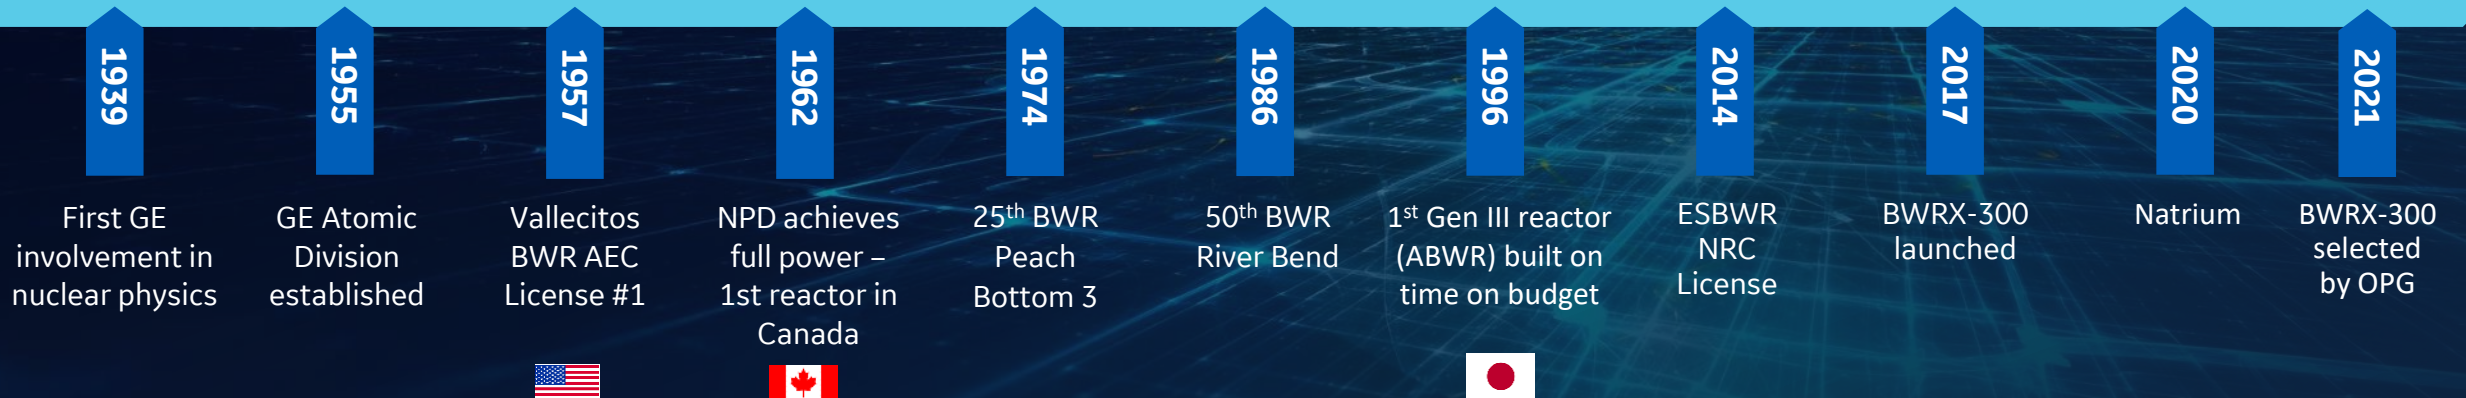 1939
First GE
involvement in
nuclear physics
1955
GE Atomic
Division
established
1957
Vallecitos
BWR AEC
License #1
1962
NPD achieves
full power –
1st reactor in
Canada
1974
25th BWR
Peach
Bottom 3
1986
50th BWR
River Bend
1996
1st Gen III reactor
(ABWR) built on
time on budget
2014
ESBWR
NRC
License
2017
BWRX-300
launched
2020
Natrium
2021
BWRX-300
selected
by OPG